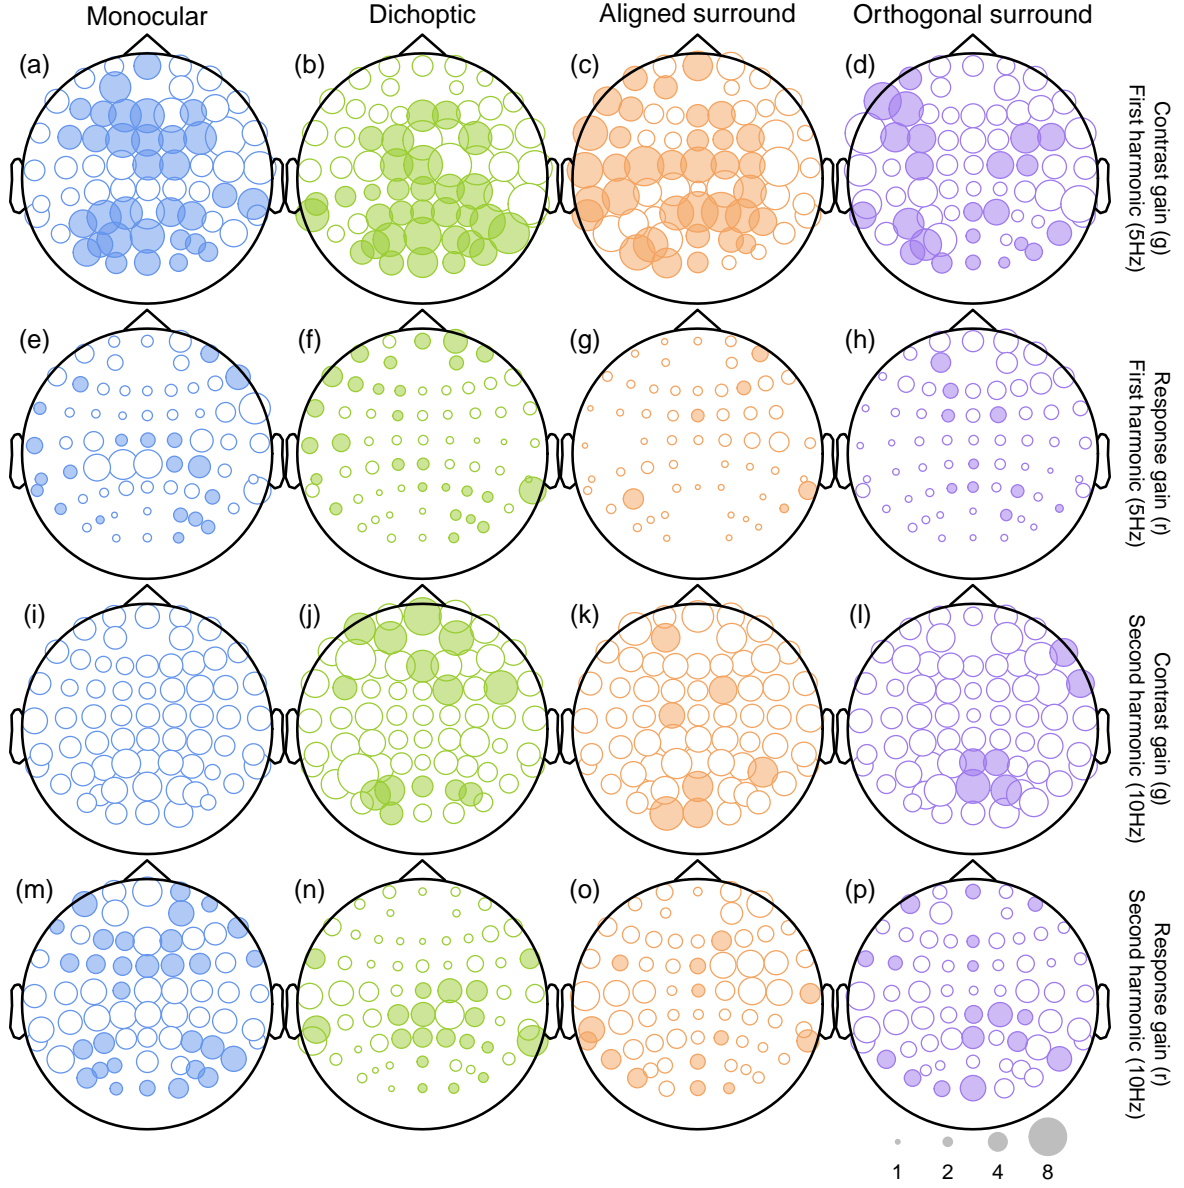 Monocular Dichoptic Aligned surround Orthogonal surround
(a) (b) (c) (d)
Contrast gain (g)
First harmonic (5Hz)
(e) (f) (g) (h)
Response gain (r)
First harmonic (5Hz)
(i) (j) (k) (l)
Contrast gain (g)
Second harmonic (10Hz)
(m) (n) (o) (p)
Response gain (r)
Second harmonic (10Hz)
1 2 4 8